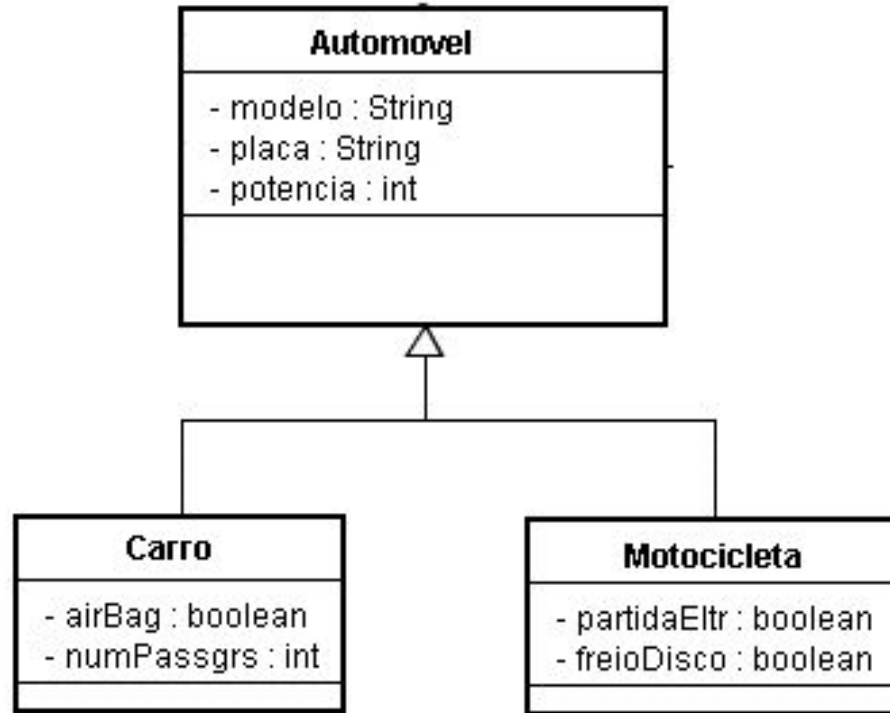 Automovel
- modelo : String
- placa : String
- potencia : int
Carro
- airBag : boolean
- numPassgrs : int
Motocicleta
- partidaEltr : boolean
- freioDisco : boolean